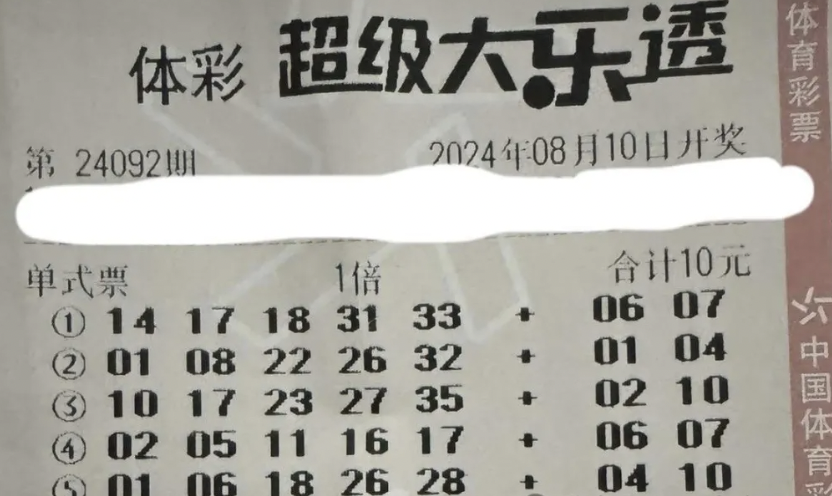 体彩 超级大乐透
第 24092期 2024年08月10日开奖
单式票 1倍 合计10元
① 14 17 18 31 33 + 06 07
② 01 08 22 26 32 + 01 04
③ 10 17 23 27 35 + 02 10
④ 02 05 11 16 17 + 06 07
⑤ 01 06 18 26 28 + 04 10
体育彩票
中国体育彩